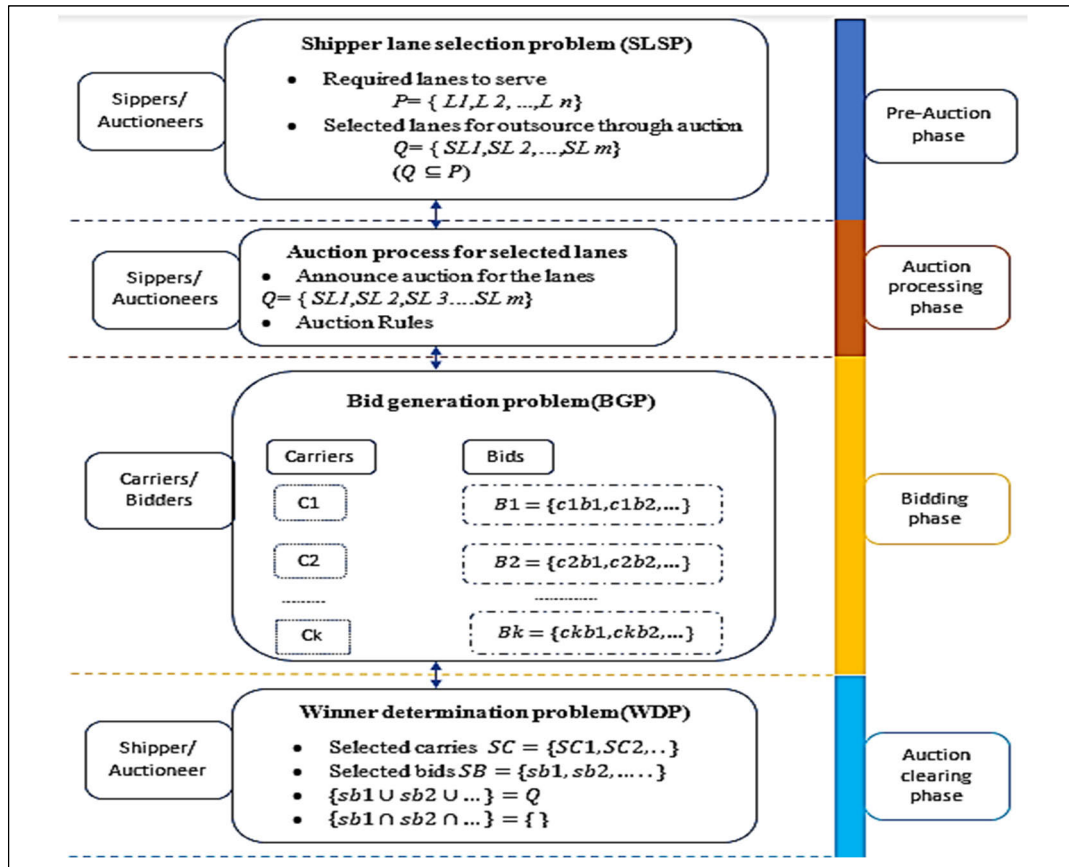 Shipper lane selection problem (SLSP)
Sippers/
Auctioneers
• Required lanes to serve
P= { L1,L 2, ...,L n}
• Selected lanes for outsource through auction
Q= { SL1,SL 2,...,SL m}
(Q ⊆ P)
Pre-Auction
phase
Sippers/
Auctioneers
Auction process for selected lanes
• Announce auction for the lanes
Q= { SL1,SL 2,SL 3....SL m}
• Auction Rules
Auction
processing
phase
Bid generation problem(BGP)
Carriers/
Bidders
Carriers
Bids
C1
B1 = {c1b1,c1b2,...}
C2
B2 = {c2b1,c2b2,...}
........
............
Ck
Bk = {ckb1,ckb2,...}
Bidding
phase
Winner determination problem(WDP)
Shipper/
Auctioneer
• Selected carries SC = {SC1,SC2,..}
• Selected bids SB = {sb1,sb2,.....}
• {sb1 ∪ sb2 ∪ ...} = Q
• {sb1 ∩ sb2 ∩ ...} = { }
Auction
clearing
phase